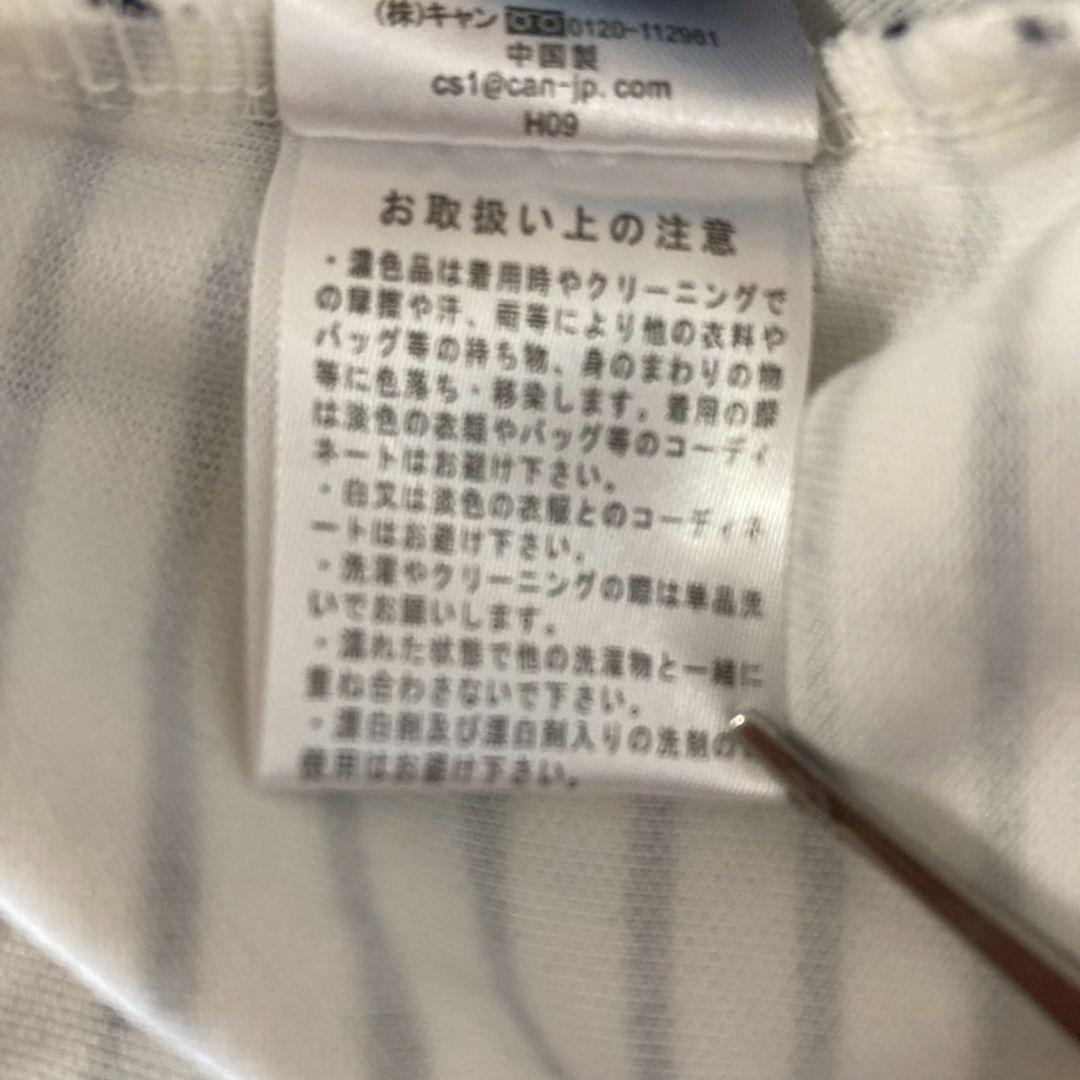 (株)キャン 0120-112961
中国製
cs1@can-jp.com
H09
お取扱い上の注意
・濃色品は着用時やクリーニングで
の摩擦や汗、雨等により他の衣料や
バッグ等の持ち物、身のまわりの物
等に色落ち・移染します。着用の際
は淡色の衣類やバッグ等のコーディ
ネートはお避け下さい。
・白又は淡色の衣服とのコーディネ
ートはお避け下さい。
・洗濯やクリーニングの際は単品洗
いでお願いします。
・濡れた状態で他の洗濯物と一緒に
重ね合わさないで下さい。
・漂白剤及び漂白剤入りの洗剤の
使用はお避け下さい。